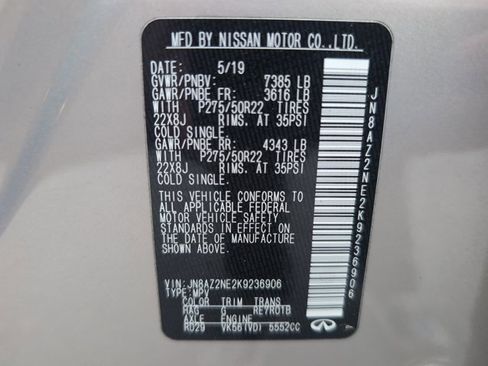 MFD BY NISSAN MOTOR CO.,LTD.
DATE: 5/19
GVWR/PNBV: 7385 LB
GAWR/PNBE FR: 3616 LB
WITH P275/50R22 TIRES
22X8J RIMS. AT 35PSI
COLD SINGLE.
GAWR/PNBE RR: 4343 LB
WITH P275/50R22 TIRES
22X8J RIMS. AT 35PSI
COLD SINGLE.
THIS VEHICLE CONFORMS
TO ALL APPLICABLE FEDERAL
MOTOR VEHICLE SAFETY
STANDARDS IN EFFECT
ON THE DATE OF
MANUFACTURE SHOWN
ABOVE.
VIN: JN8AZ2NE2K9236906
TYPE: MPV
COLOR TRIM TRANS
HAG G RE7R01B
AXLE ENGINE
RD29 VK56(VD) 5552CC
INFINITI
JN8AZ2NE2K9236906